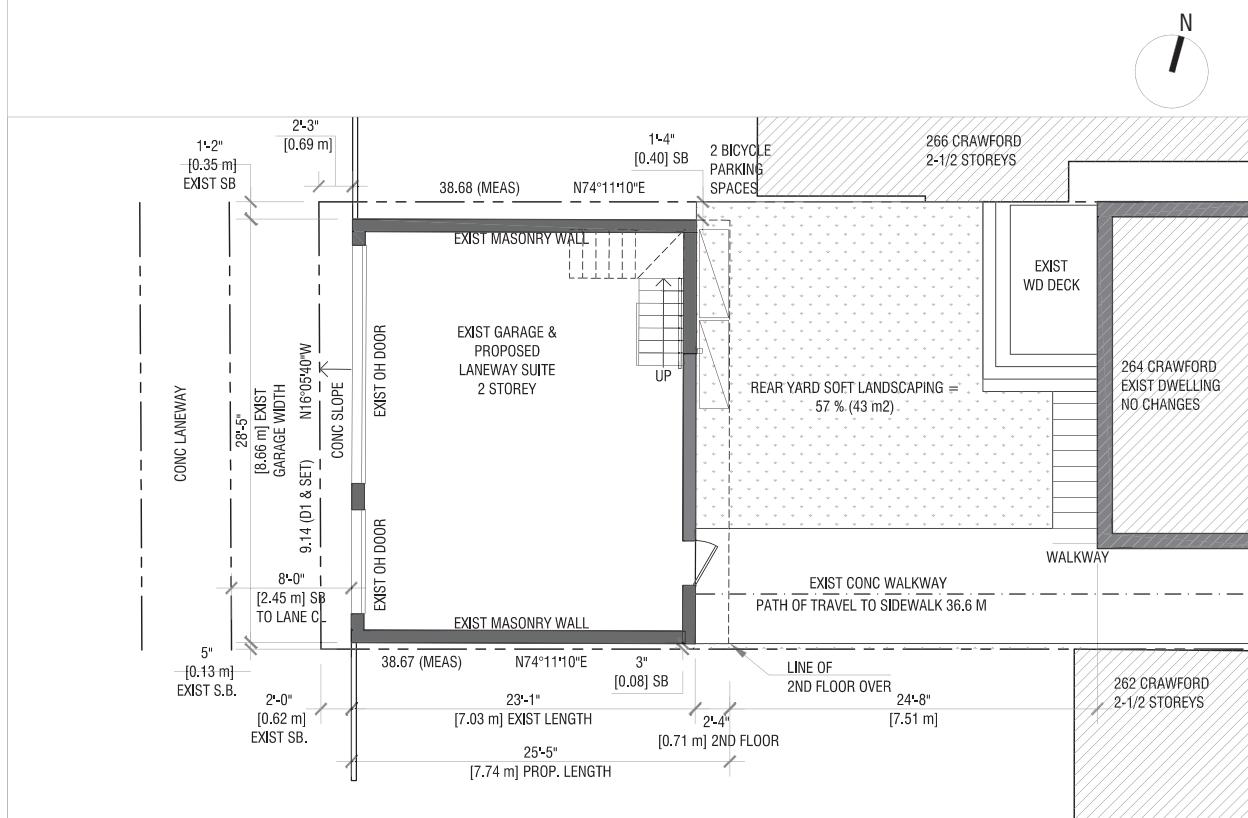 N
2'-3"
[0.69 m]
1'-2"
[0.35 m]
EXIST SB
1'-4"
[0.40] SB
2 BICYCLE
PARKING
SPACES
266 CRAWFORD
2-1/2 STOREYS
38.68 (MEAS)
N74°11'10"E
EXIST MASONRY WALL
EXIST
WD DECK
EXIST GARAGE &
PROPOSED
LANEWAY SUITE
2 STOREY
UP
REAR YARD SOFT LANDSCAPING =
57 % (43 m2)
264 CRAWFORD
EXIST DWELLING
NO CHANGES
CONC LANEWAY
28'-5"
[8.66 m] EXIST
GARAGE WIDTH
9.14 (D1 & SET)
N16°05'40"W
CONC SLOPE
EXIST OH DOOR
EXIST OH DOOR
8'-0"
[2.45 m] SB
TO LANE CL
WALKWAY
EXIST CONC WALKWAY
PATH OF TRAVEL TO SIDEWALK 36.6 M
EXIST MASONRY WALL
5"
[0.13 m]
EXIST S.B.
38.67 (MEAS)
N74°11'10"E
3"
[0.08] SB
LINE OF
2ND FLOOR OVER
262 CRAWFORD
2-1/2 STOREYS
2'-0"
[0.62 m]
EXIST SB.
23'-1"
[7.03 m] EXIST LENGTH
2'-4"
[0.71 m] 2ND FLOOR
24'-8"
[7.51 m]
25'-5"
[7.74 m] PROP. LENGTH